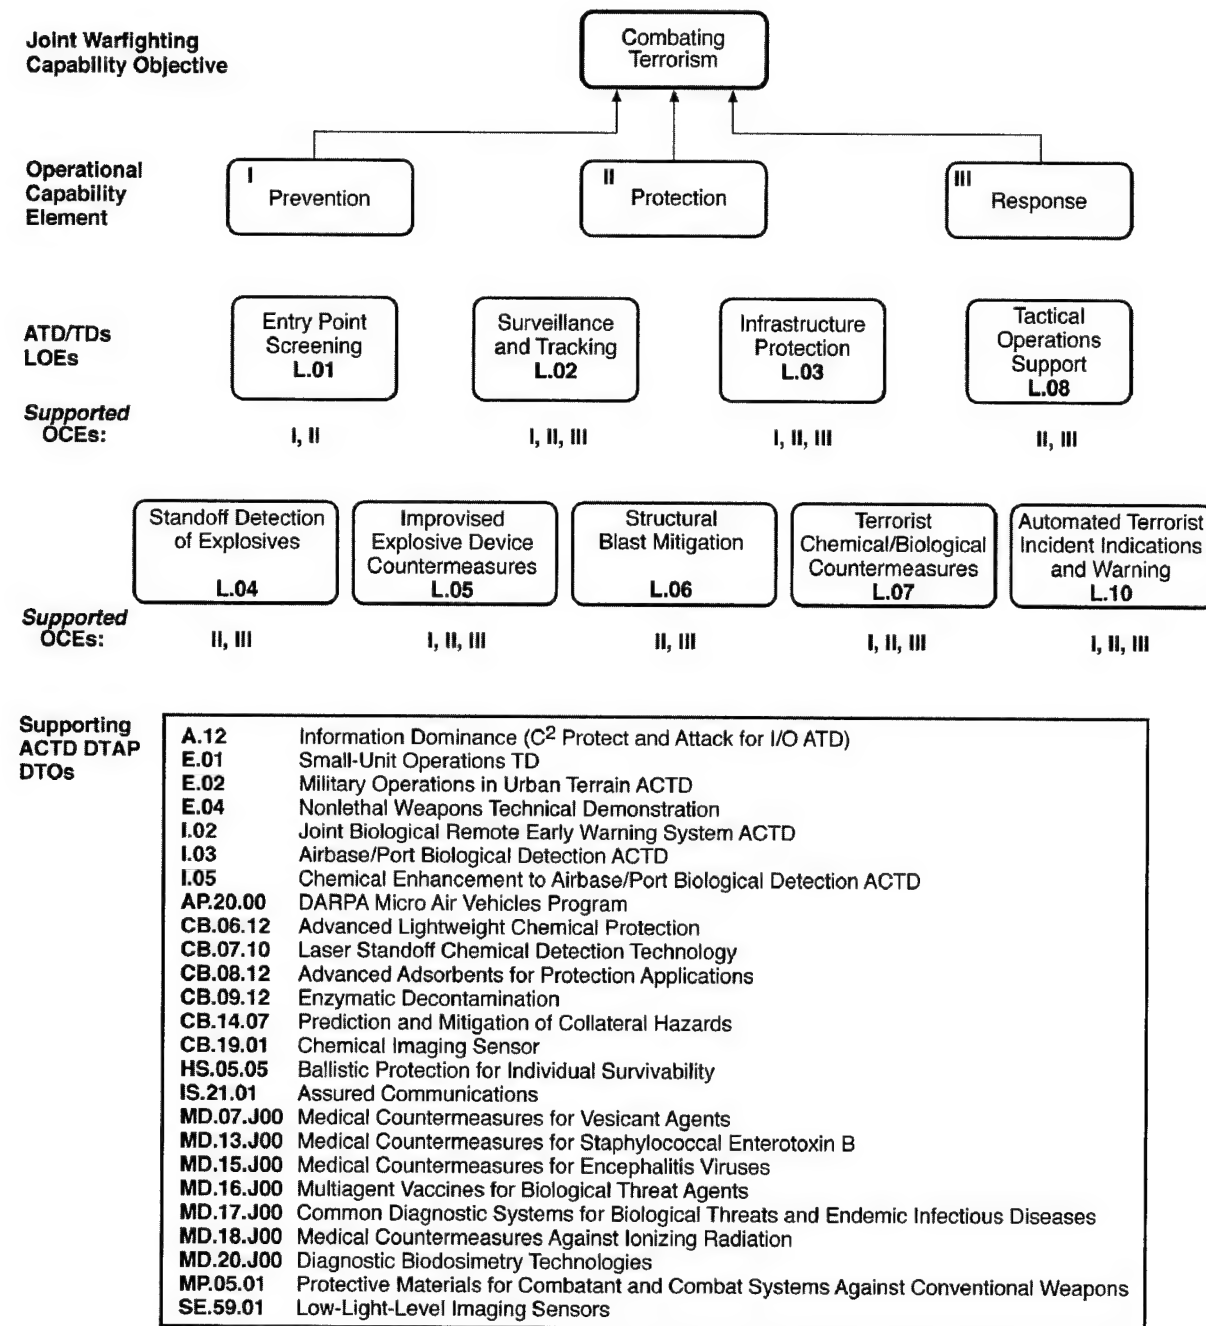 Joint Warfighting
Capability Objective
Combating
Terrorism
Operational
Capability
Element
I
Prevention
II
Protection
III
Response
ATD/TDs
LOEs
Entry Point
Screening
L.01
Surveillance
and Tracking
L.02
Infrastructure
Protection
L.03
Tactical
Operations
Support
L.08
Supported
OCEs:
I, II
I, II, III
I, II, III
II, III
Standoff Detection
of Explosives
L.04
Improvised
Explosive Device
Countermeasures
L.05
Structural
Blast Mitigation
L.06
Terrorist
Chemical/Biological
Countermeasures
L.07
Automated Terrorist
Incident Indications
and Warning
L.10
Supported
OCEs:
II, III
I, II, III
II, III
I, II, III
I, II, III
Supporting
ACTD DTAP
DTOs
A.12 Information Dominance (C² Protect and Attack for I/O ATD)
E.01 Small-Unit Operations TD
E.02 Military Operations in Urban Terrain ACTD
E.04 Nonlethal Weapons Technical Demonstration
I.02 Joint Biological Remote Early Warning System ACTD
I.03 Airbase/Port Biological Detection ACTD
I.05 Chemical Enhancement to Airbase/Port Biological Detection ACTD
AP.20.00 DARPA Micro Air Vehicles Program
CB.06.12 Advanced Lightweight Chemical Protection
CB.07.10 Laser Standoff Chemical Detection Technology
CB.08.12 Advanced Adsorbents for Protection Applications
CB.09.12 Enzymatic Decontamination
CB.14.07 Prediction and Mitigation of Collateral Hazards
CB.19.01 Chemical Imaging Sensor
HS.05.05 Ballistic Protection for Individual Survivability
IS.21.01 Assured Communications
MD.07.J00 Medical Countermeasures for Vesicant Agents
MD.13.J00 Medical Countermeasures for Staphylococcal Enterotoxin B
MD.15.J00 Medical Countermeasures for Encephalitis Viruses
MD.16.J00 Multiagent Vaccines for Biological Threat Agents
MD.17.J00 Common Diagnostic Systems for Biological Threats and Endemic Infectious Diseases
MD.18.J00 Medical Countermeasures Against Ionizing Radiation
MD.20.J00 Diagnostic Biodosimetry Technologies
MP.05.01 Protective Materials for Combatant and Combat Systems Against Conventional Weapons
SE.59.01 Low-Light-Level Imaging Sensors